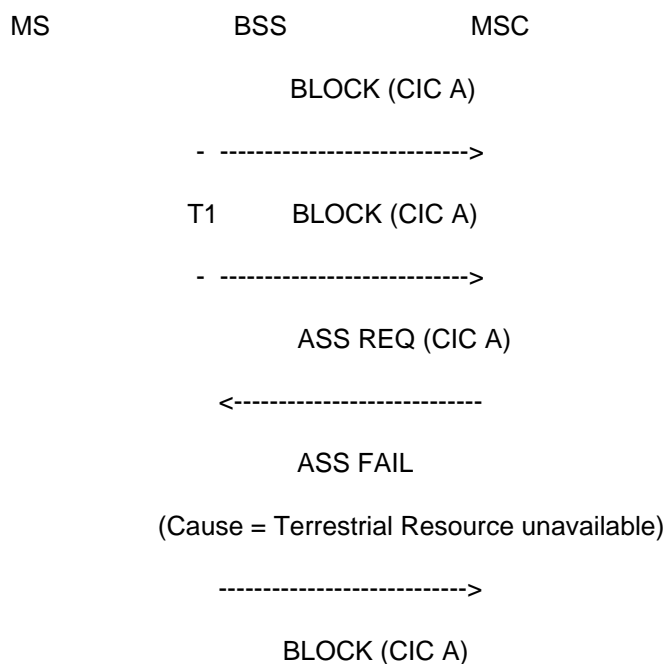 MS BSS MSC
BLOCK (CIC A)
- ---------------------------->
T1 BLOCK (CIC A)
- ---------------------------->
ASS REQ (CIC A)
<----------------------------
ASS FAIL
(Cause = Terrestrial Resource unavailable)
---------------------------->
BLOCK (CIC A)